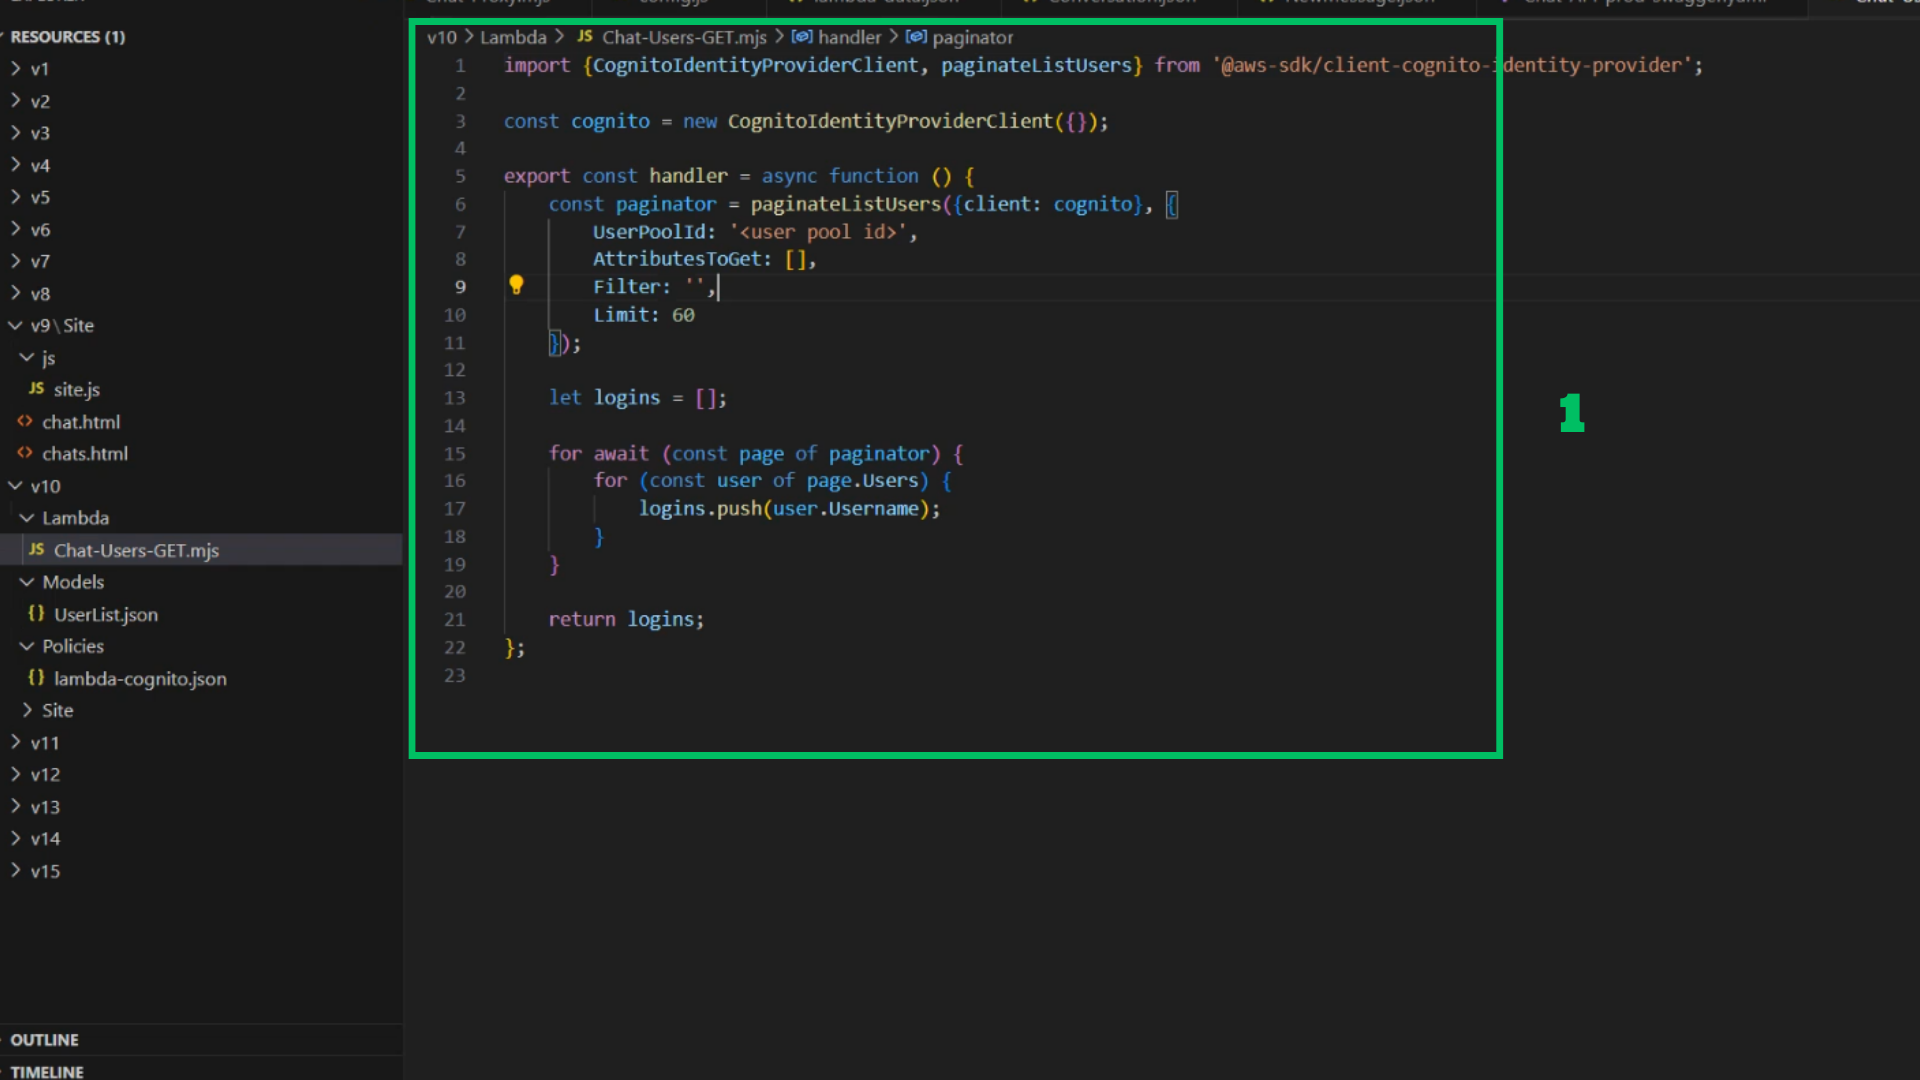 RESOURCES (1)
v1
v2
v3
v4
v5
v6
v7
v8
v9\Site
js
JS site.js
<> chat.html
<> chats.html
v10
Lambda
JS Chat-Users-GET.mjs
Models
{} UserList.json
Policies
{} lambda-cognito.json
Site
v11
v12
v13
v14
v15
OUTLINE
TIMELINE
v10 > Lambda > JS Chat-Users-GET.mjs > handler > paginator
1 import {CognitoIdentityProviderClient, paginateListUsers} from '@aws-sdk/client-cognito-identity-provider';
2
3 const cognito = new CognitoIdentityProviderClient({});
4
5 export const handler = async function () {
6 const paginator = paginateListUsers({client: cognito}, {
7 UserPoolId: '<user pool id>',
8 AttributesToGet: [],
9 Filter: '',
10 Limit: 60
11 });
12
13 let logins = [];
14
15 for await (const page of paginator) {
16 for (const user of page.Users) {
17 logins.push(user.Username);
18 }
19 }
20
21 return logins;
22 };
23
1